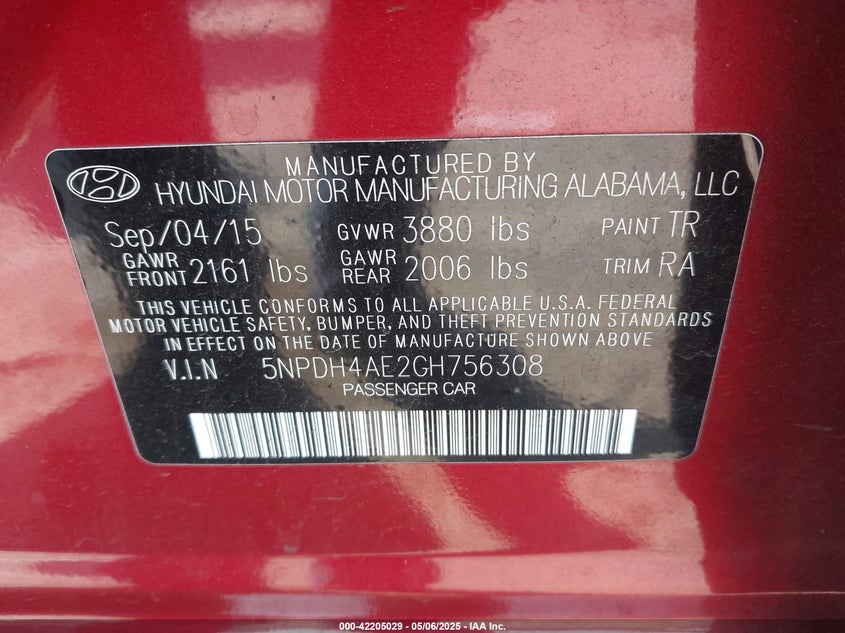 MANUFACTURED BY
HYUNDAI MOTOR MANUFACTURING ALABAMA, LLC
Sep/04/15 GVWR 3880 lbs PAINT TR
GAWR FRONT 2161 lbs GAWR REAR 2006 lbs TRIM RA
THIS VEHICLE CONFORMS TO ALL APPLICABLE U.S.A. FEDERAL
MOTOR VEHICLE SAFETY, BUMPER, AND THEFT PREVENTION STANDARDS
IN EFFECT ON THE DATE OF MANUFACTURE SHOWN ABOVE
V.I.N 5NPDH4AE2GH756308
PASSENGER CAR
000-42205029 - 05/06/2025 - IAA Inc.